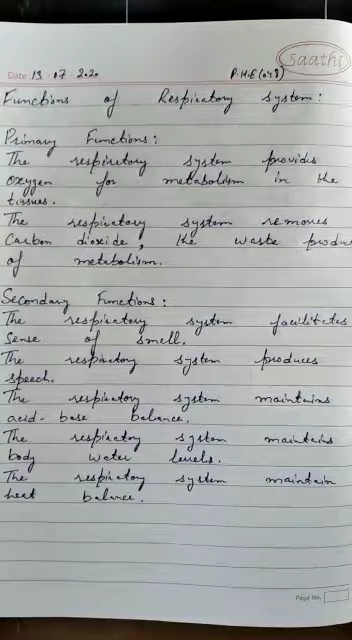 Saathi
Date 13.07.2020 P.H.E
Functions of Respiratory system:
Primary Functions:
The respiretory system provides
oxygen for metabolism in the
tissues.
The respiratory system removes
Carbon dioxide, the waste produc
of metabolism.
Secondary Functions:
The respiratory system facilitates
sense of smell.
The respiratory system produces
speech.
The respiratory system maintains
acid-base balance.
The respiratory system maintains
body water levels.
The respiratory system maintain
heat balance.
Page No.